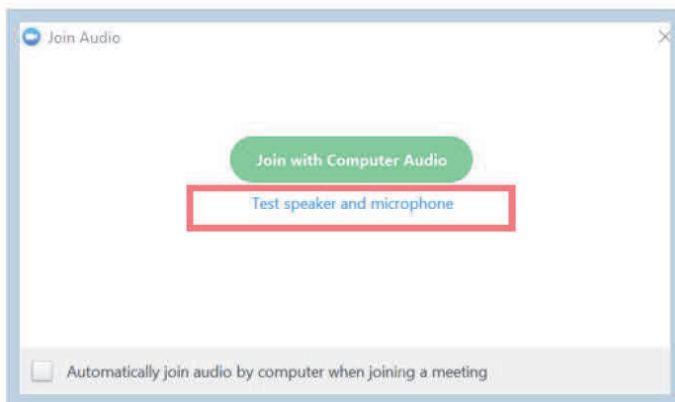 Join Audio
Join with Computer Audio
Test speaker and microphone
Automatically join audio by computer when joining a meeting